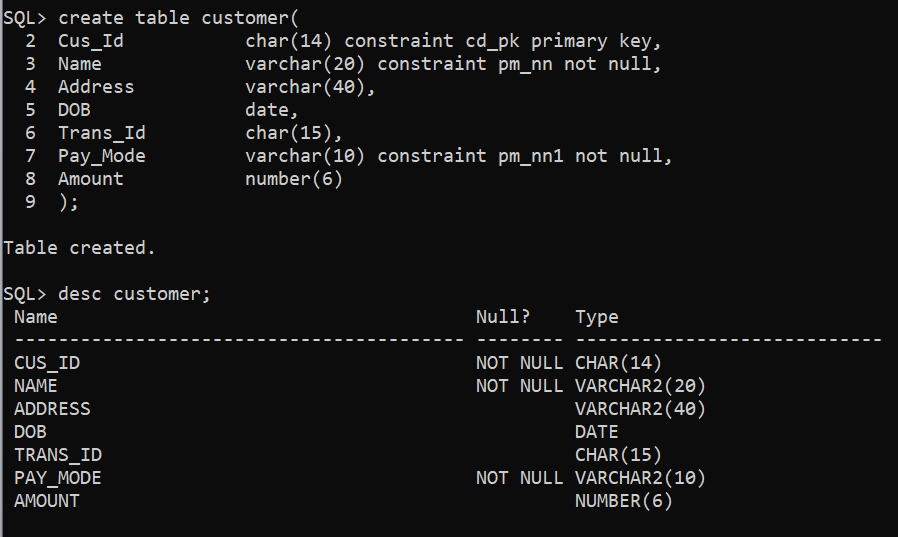 SQL> create table customer(
  2  Cus_Id           char(14) constraint cd_pk primary key,
  3  Name             varchar(20) constraint pm_nn not null,
  4  Address          varchar(40),
  5  DOB              date,
  6  Trans_Id         char(15),
  7  Pay_Mode         varchar(10) constraint pm_nn1 not null,
  8  Amount           number(6)
  9  );
Table created.
SQL> desc customer;
 Name                                      Null?    Type
 ----------------------------------------- -------- ----------------------------
 CUS_ID                                    NOT NULL CHAR(14)
 NAME                                      NOT NULL VARCHAR2(20)
 ADDRESS                                            VARCHAR2(40)
 DOB                                                DATE
 TRANS_ID                                           CHAR(15)
 PAY_MODE                                  NOT NULL VARCHAR2(10)
 AMOUNT                                             NUMBER(6)